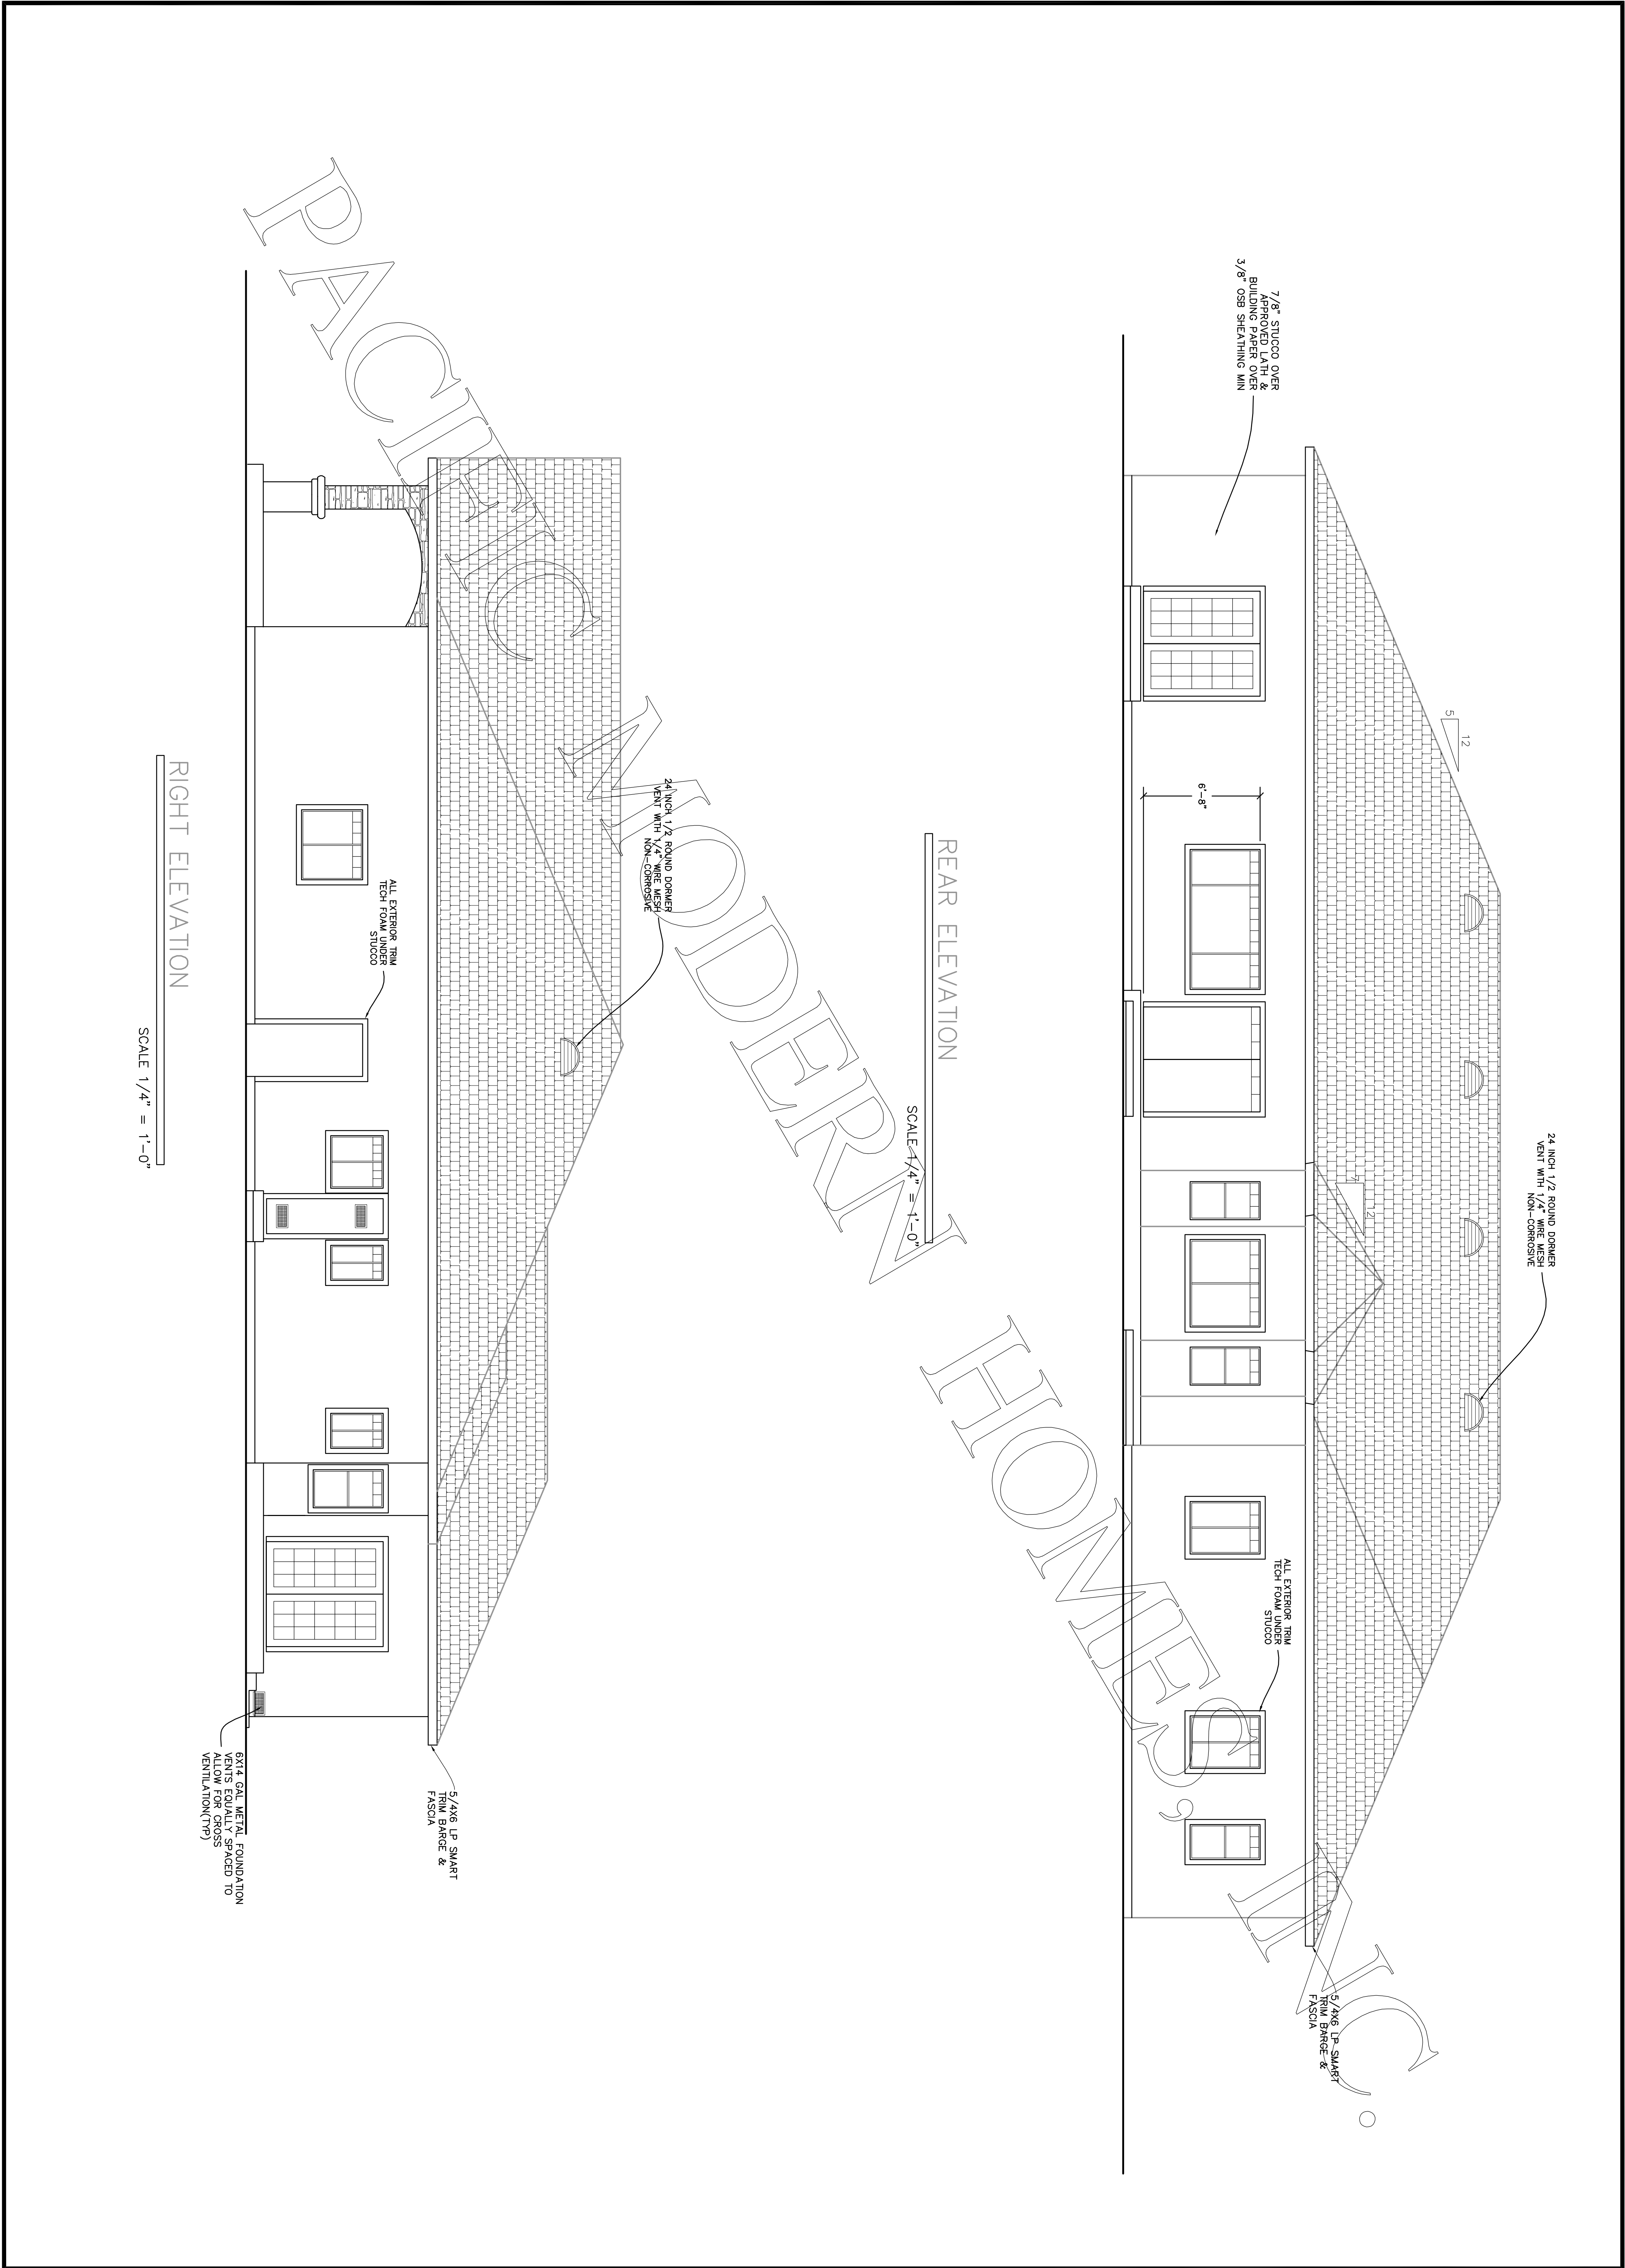 24 INCH 1/2 ROUND DORMER
VENT WITH 1/4" WIRE MESH
NON-CORROSIVE
12
5
7/8" STUCCO OVER
APPROVED LATH &
BUILDING PAPER OVER
3/8" OSB SHEATHING MIN
6'-8"
12
7
ALL EXTERIOR TRIM
TECH FOAM UNDER
STUCCO
5/4X6 LP SMART
TRIM BARGE &
FASCIA
REAR ELEVATION
SCALE 1/4" = 1'-0"
24 INCH 1/2 ROUND DORMER
VENT WITH 1/4" WIRE MESH
NON-CORROSIVE
ALL EXTERIOR TRIM
TECH FOAM UNDER
STUCCO
5/4X6 LP SMART
TRIM BARGE &
FASCIA
6X14 GAL METAL FOUNDATION
VENTS EQUALLY SPACED TO
ALLOW FOR CROSS
VENTILATION(TYP)
RIGHT ELEVATION
SCALE 1/4" = 1'-0"
PACIFIC MODERN HOMES, INC.